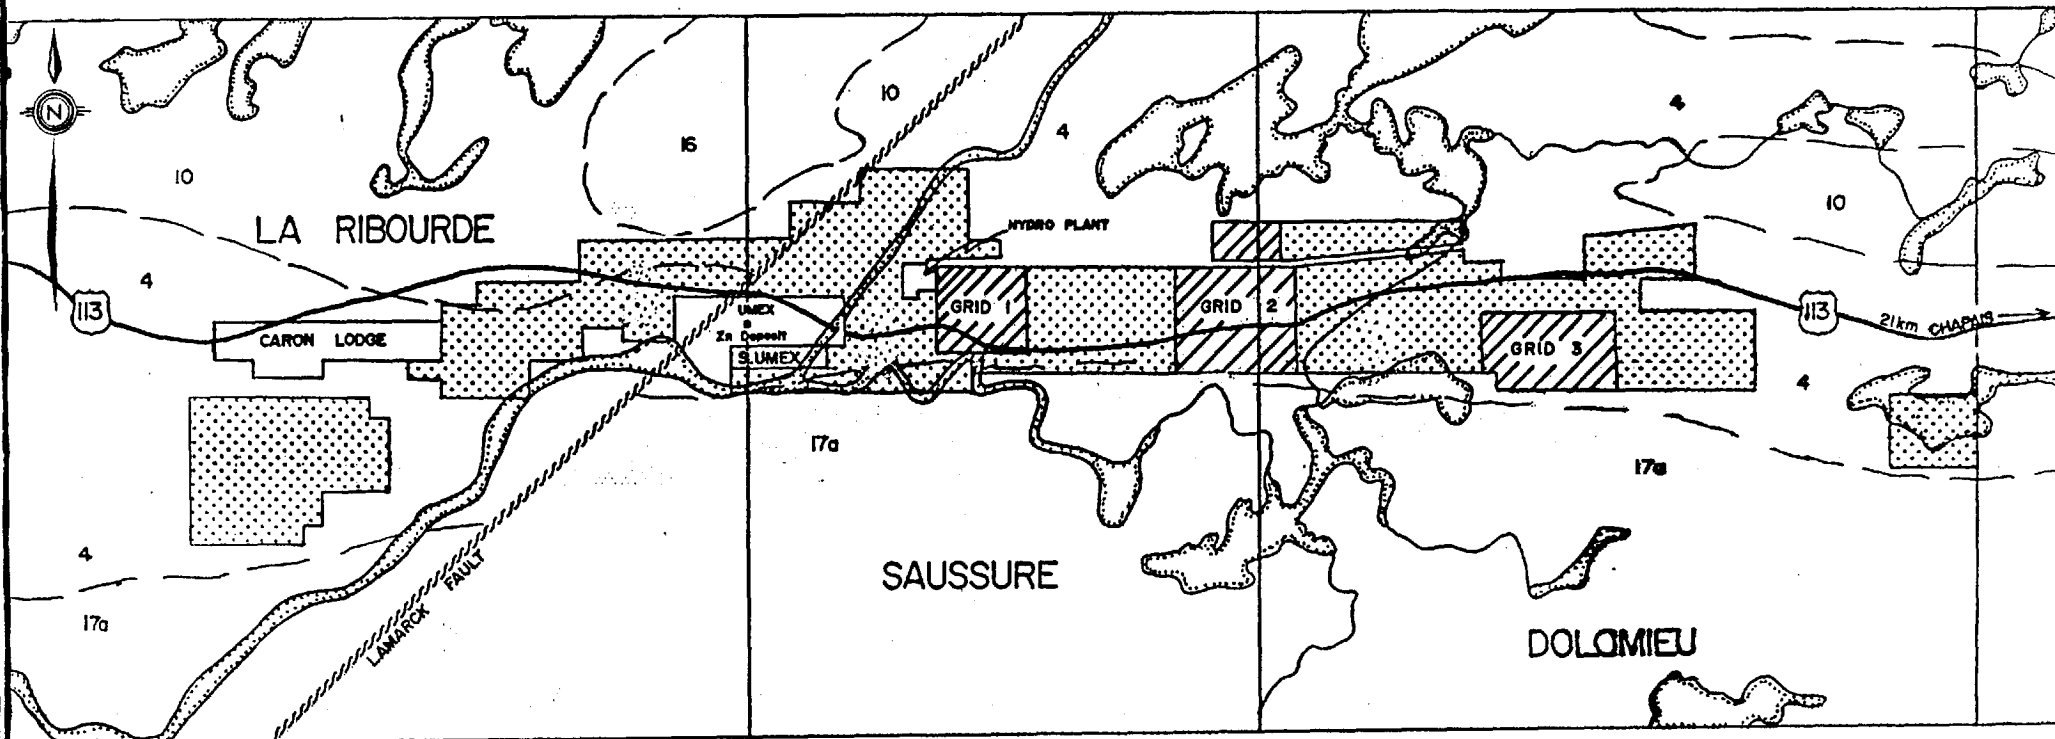 N
10
16
10
4
4
10
LA RIBOURDE
HYDRO PLANT
4
113
CARON LODGE
UMEX
Zn Deposit
S. UMEX
GRID 1
GRID 2
GRID 3
113
21km CHAPAIS
4
17a
17a
4
17a
LAMARCK FAULT
SAUSSURE
DOLOMIEU